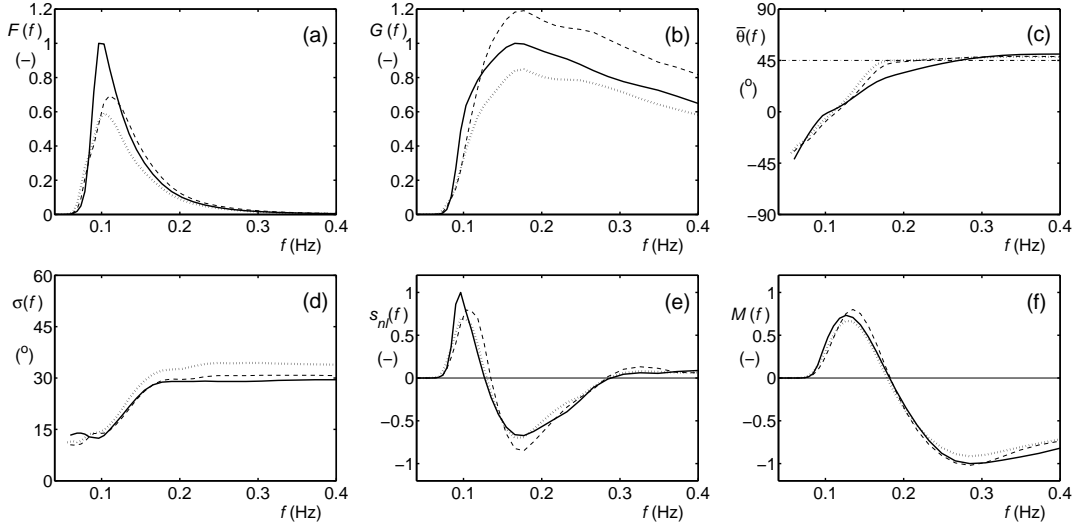 1.2
1
0.8
0.6
0.4
0.2
0
F (f)
(–)
(a)
0.1 0.2 0.3 0.4
f (Hz)
1.2
1
0.8
0.6
0.4
0.2
0
G (f)
(–)
(b)
0.1 0.2 0.3 0.4
f (Hz)
90
45
0
−45
−90
θ̅(f)
(°)
(c)
0.1 0.2 0.3 0.4
f (Hz)
60
45
30
15
0
σ(f)
(°)
(d)
0.1 0.2 0.3 0.4
f (Hz)
1
0.5
0
−0.5
−1
s_nl(f)
(–)
(e)
0.1 0.2 0.3 0.4
f (Hz)
1
0.5
0
−0.5
−1
M (f)
(–)
(f)
0.1 0.2 0.3 0.4
f (Hz)